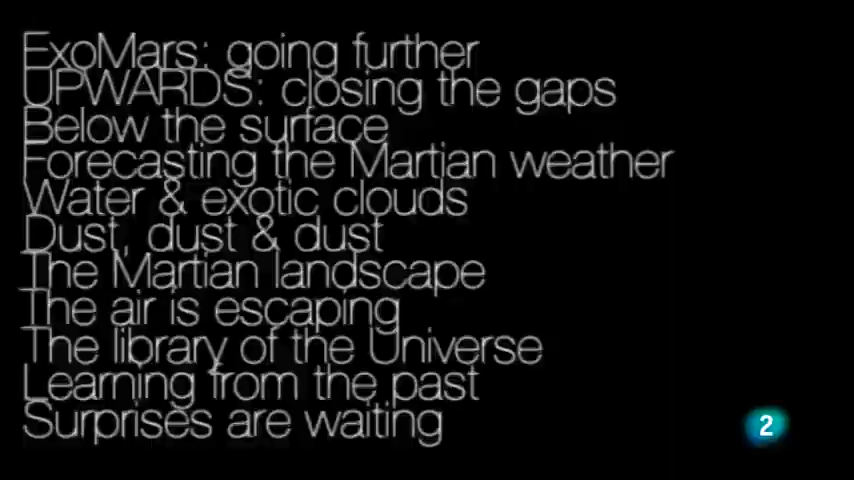 ExoMars: going further
UPWARDS: closing the gaps
Below the surface
Forecasting the Martian weather
Water & exotic clouds
Dust, dust & dust
The Martian landscape
The air is escaping
The library of the Universe
Learning from the past
Surprises are waiting
2